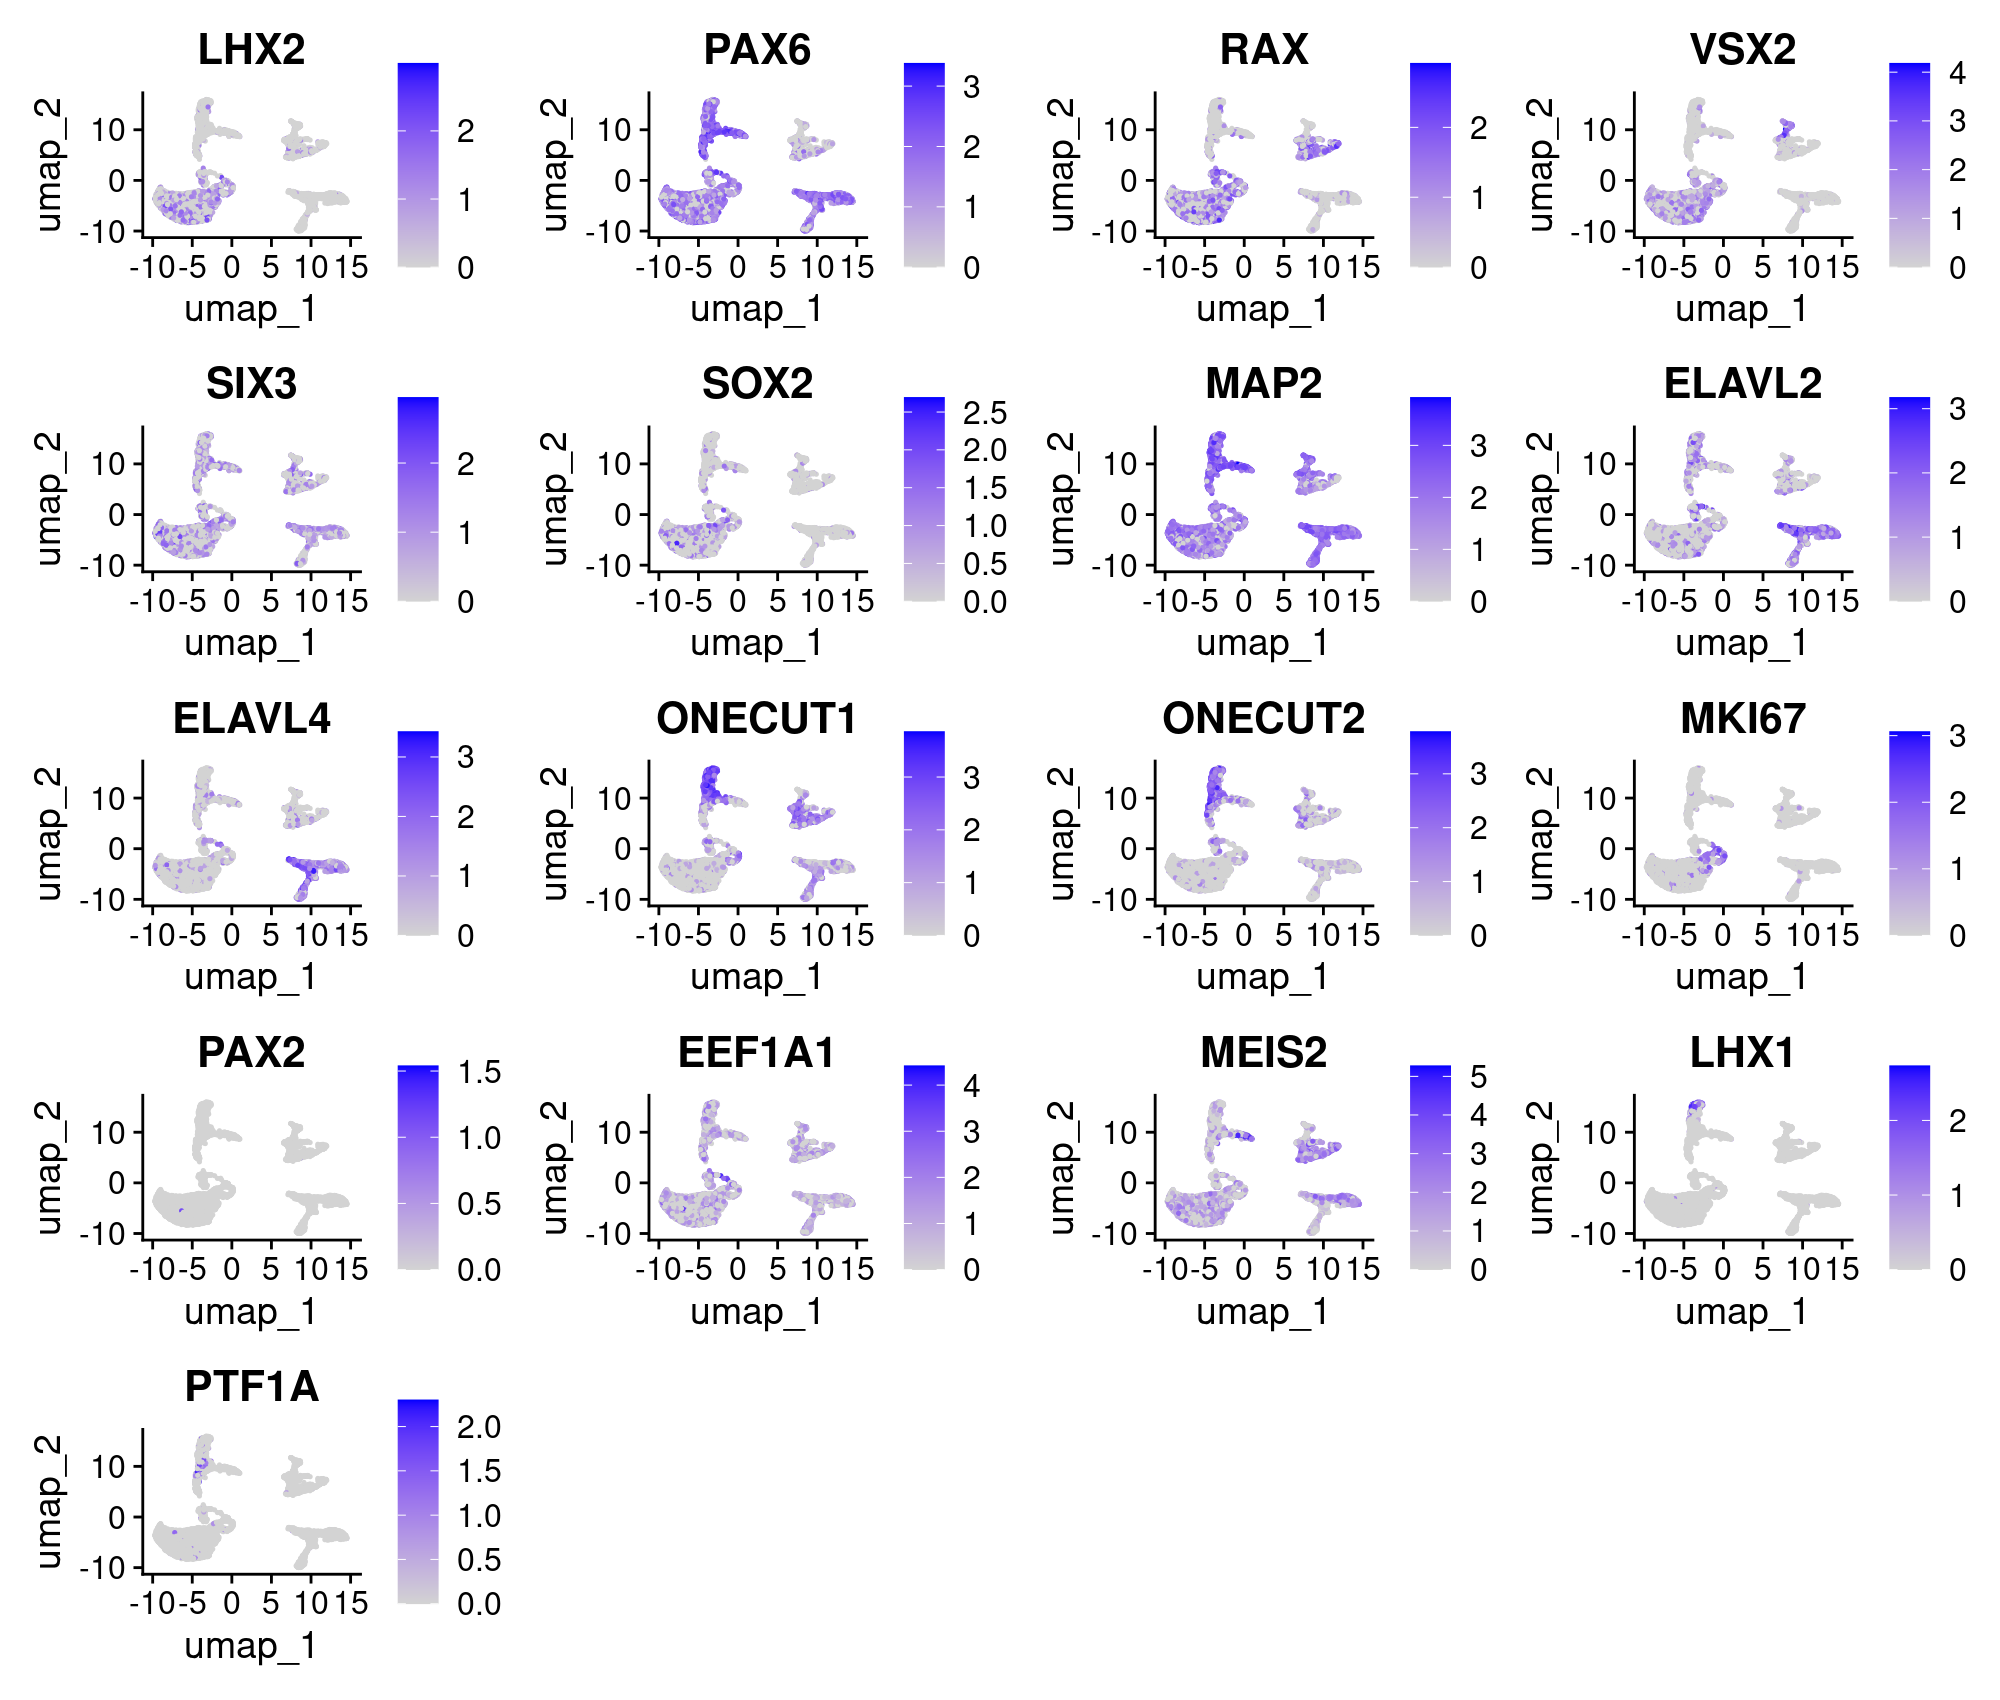 LHX2 PAX6 RAX VSX2
umap_2 10 0 -10 2 1 0 umap_2 10 0 -10 3 2 1 0 umap_2 10 0 -10 2 1 0 umap_2 10 0 -10 4 3 2 1 0
-10 -5 0 5 10 15 -10 -5 0 5 10 15 -10 -5 0 5 10 15 -10 -5 0 5 10 15
umap_1 umap_1 umap_1 umap_1
SIX3 SOX2 MAP2 ELAVL2
umap_2 10 0 -10 2 1 0 umap_2 10 0 -10 2.5 2.0 1.5 1.0 0.5 0.0 umap_2 10 0 -10 3 2 1 0 umap_2 10 0 -10 3 2 1 0
-10 -5 0 5 10 15 -10 -5 0 5 10 15 -10 -5 0 5 10 15 -10 -5 0 5 10 15
umap_1 umap_1 umap_1 umap_1
ELAVL4 ONECUT1 ONECUT2 MKI67
umap_2 10 0 -10 3 2 1 0 umap_2 10 0 -10 3 2 1 0 umap_2 10 0 -10 3 2 1 0 umap_2 10 0 -10 3 2 1 0
-10 -5 0 5 10 15 -10 -5 0 5 10 15 -10 -5 0 5 10 15 -10 -5 0 5 10 15
umap_1 umap_1 umap_1 umap_1
PAX2 EEF1A1 MEIS2 LHX1
umap_2 10 0 -10 1.5 1.0 0.5 0.0 umap_2 10 0 -10 4 3 2 1 0 umap_2 10 0 -10 5 4 3 2 1 0 umap_2 10 0 -10 2 1 0
-10 -5 0 5 10 15 -10 -5 0 5 10 15 -10 -5 0 5 10 15 -10 -5 0 5 10 15
umap_1 umap_1 umap_1 umap_1
PTF1A
umap_2 10 0 -10 2.0 1.5 1.0 0.5 0.0
-10 -5 0 5 10 15
umap_1